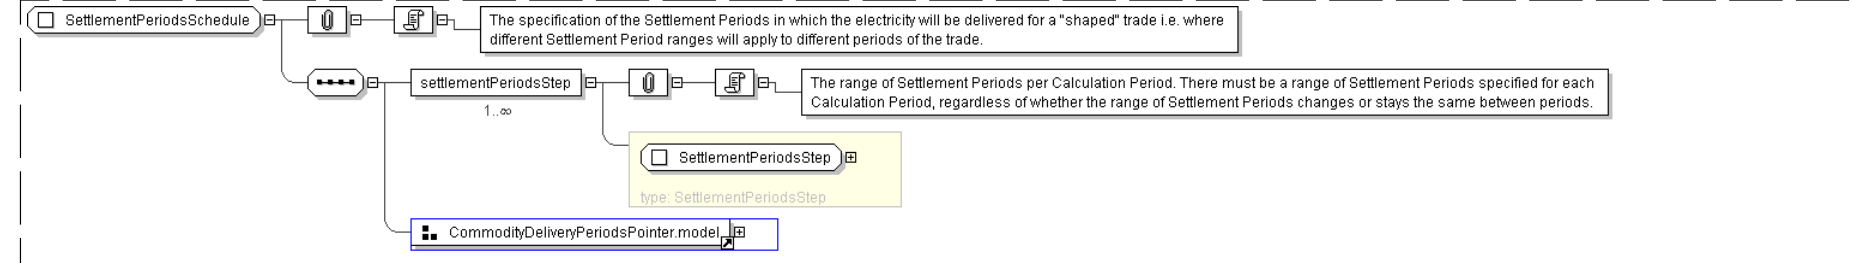 SettlementPeriodsSchedule
The specification of the Settlement Periods in which the electricity will be delivered for a "shaped" trade i.e. where
different Settlement Period ranges will apply to different periods of the trade.
settlementPeriodsStep
1..∞
The range of Settlement Periods per Calculation Period. There must be a range of Settlement Periods specified for each
Calculation Period, regardless of whether the range of Settlement Periods changes or stays the same between periods.
SettlementPeriodsStep
type: SettlementPeriodsStep
CommodityDeliveryPeriodsPointer.model